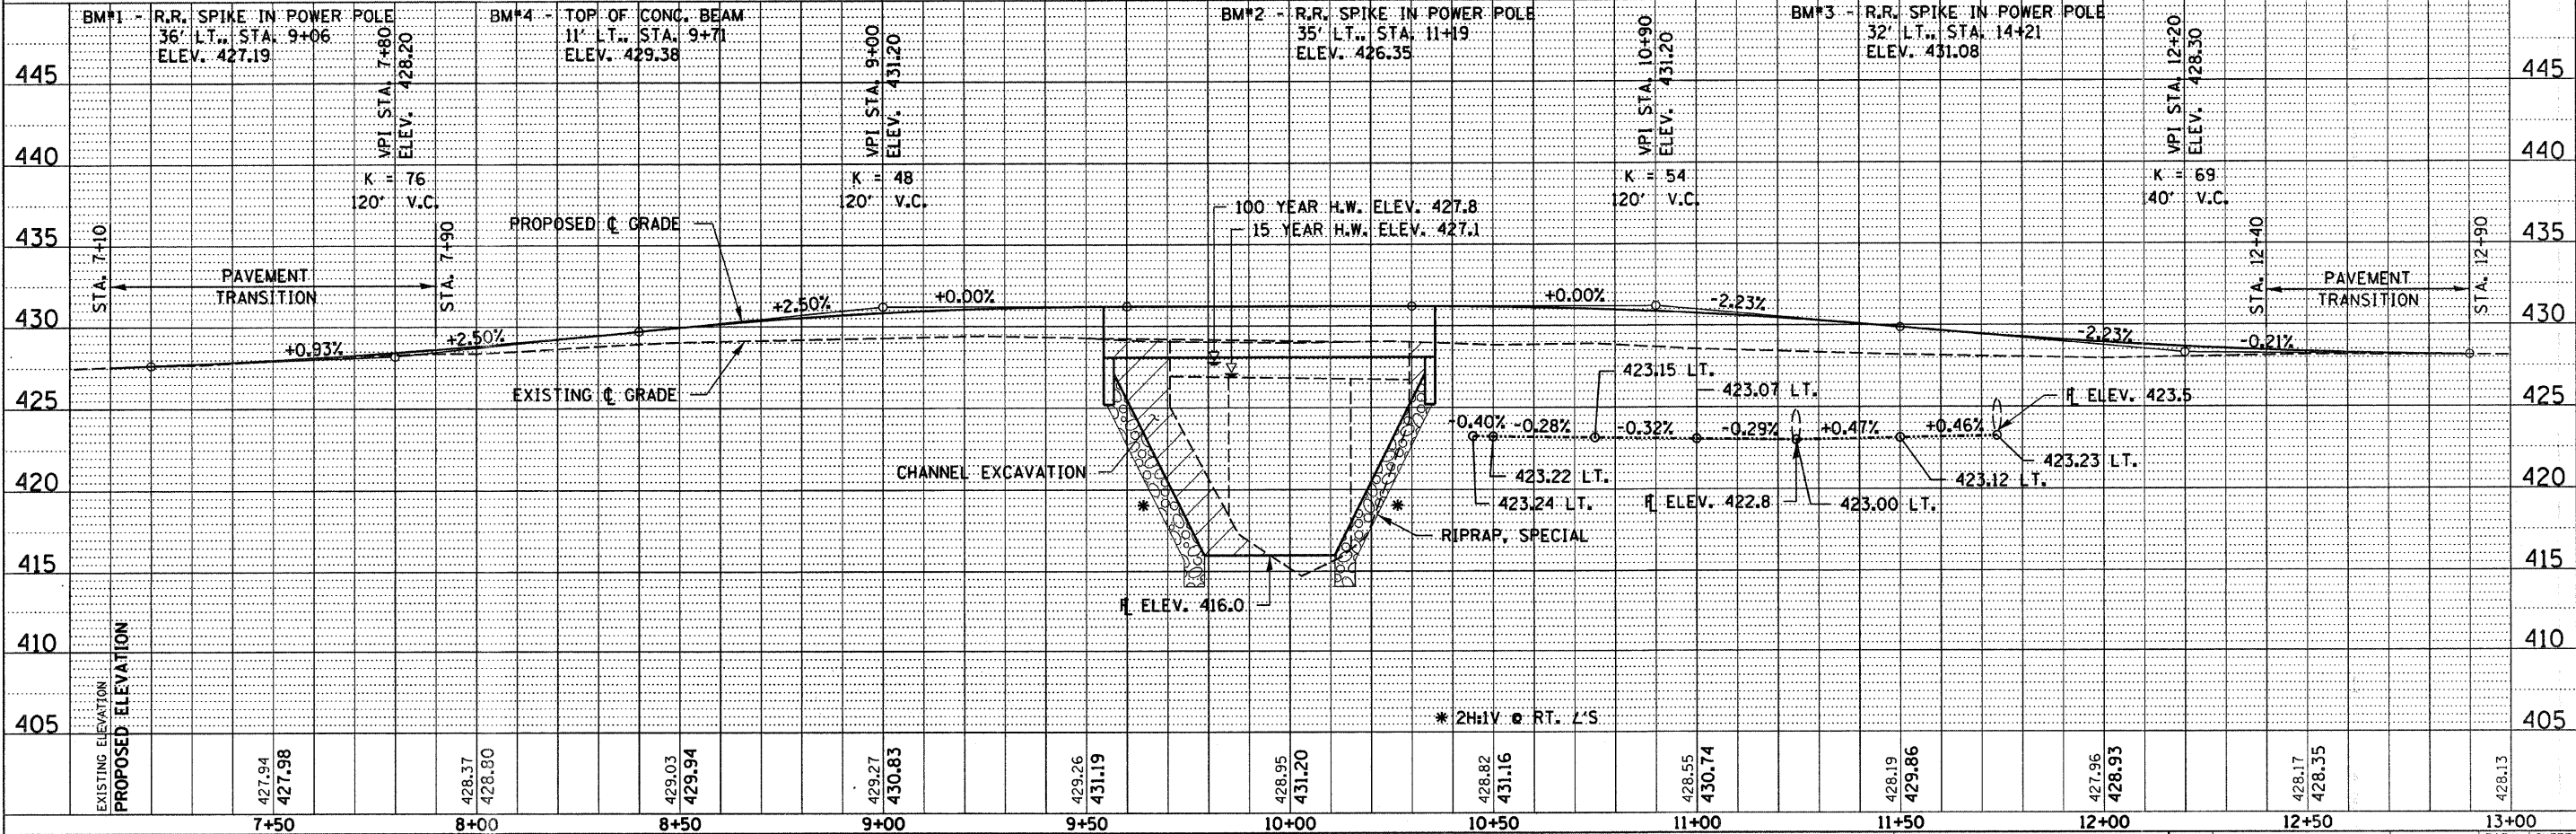 BM#1 - R.R. SPIKE IN POWER POLE
36' LT., STA. 9+06
ELEV. 427.19
BM#4 - TOP OF CONC. BEAM
11' LT., STA. 9+71
ELEV. 429.38
BM#2 - R.R. SPIKE IN POWER POLE
35' LT., STA. 11+19
ELEV. 426.35
BM#3 - R.R. SPIKE IN POWER POLE
32' LT., STA. 14+21
ELEV. 431.08
VPI STA. 7+80
ELEV. 428.20
K = 76
120' V.C.
VPI STA. 9+00
ELEV. 431.20
K = 48
120' V.C.
VPI STA. 10+90
ELEV. 431.20
K = 54
120' V.C.
VPI STA. 12+20
ELEV. 428.30
K = 69
140' V.C.
445 445
440 440
435 435
430 430
425 425
420 420
415 415
410 410
405 405
STA. 7+10
PAVEMENT
TRANSITION
STA. 7+90
PROPOSED ℄ GRADE
100 YEAR H.W. ELEV. 427.8
15 YEAR H.W. ELEV. 427.1
STA. 12+40
PAVEMENT
TRANSITION
STA. 12+90
+0.93%
+2.50%
+2.50%
+0.00%
+0.00%
-2.23%
-2.23%
-0.21%
EXISTING ℄ GRADE
423.15 LT.
423.07 LT.
FL ELEV. 423.5
-0.40% -0.28% -0.32% -0.29% +0.47% +0.46%
CHANNEL EXCAVATION
423.22 LT.
423.24 LT.
FL ELEV. 422.8
423.00 LT.
423.12 LT.
423.23 LT.
*
*
RIPRAP, SPECIAL
FL ELEV. 416.0
* 2H:1V @ RT. ∠'S
EXISTING ELEVATION
PROPOSED ELEVATION
427.94
427.98
428.37
428.80
429.03
429.94
429.27
430.83
429.26
431.19
428.95
431.20
428.82
431.16
428.55
430.74
428.19
429.86
427.96
428.93
428.17
428.35
428.13
7+50 8+00 8+50 9+00 9+50 10+00 10+50 11+00 11+50 12+00 12+50 13+00